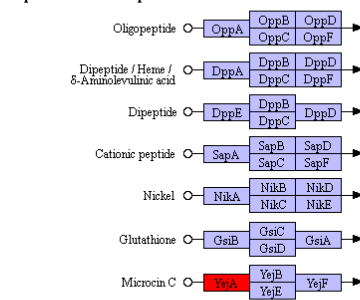 Oligopeptide OppA OppB OppD
OppC OppF
Dipeptide / Heme /
δ-Aminolevulinic acid DppA DppB DppD
DppC DppF
Dipeptide DppE DppB DppD
DppC
Cationic peptide SapA SapB SapD
SapC SapF
Nickel NikA NikB NikD
NikC NikE
Glutathione GsiB GsiC GsiA
GsiD
Microcin C YejA YejB YejF
YejE